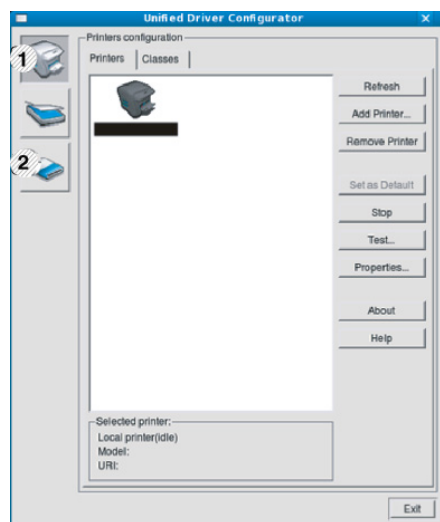 Unified Driver Configurator
Printers configuration
1
Printers
Classes
Refresh
Add Printer...
Remove Printer
2
Set as Default
Stop
Test...
Properties...
About
Help
Selected printer:
Local printer(idle)
Model:
URI:
Exit